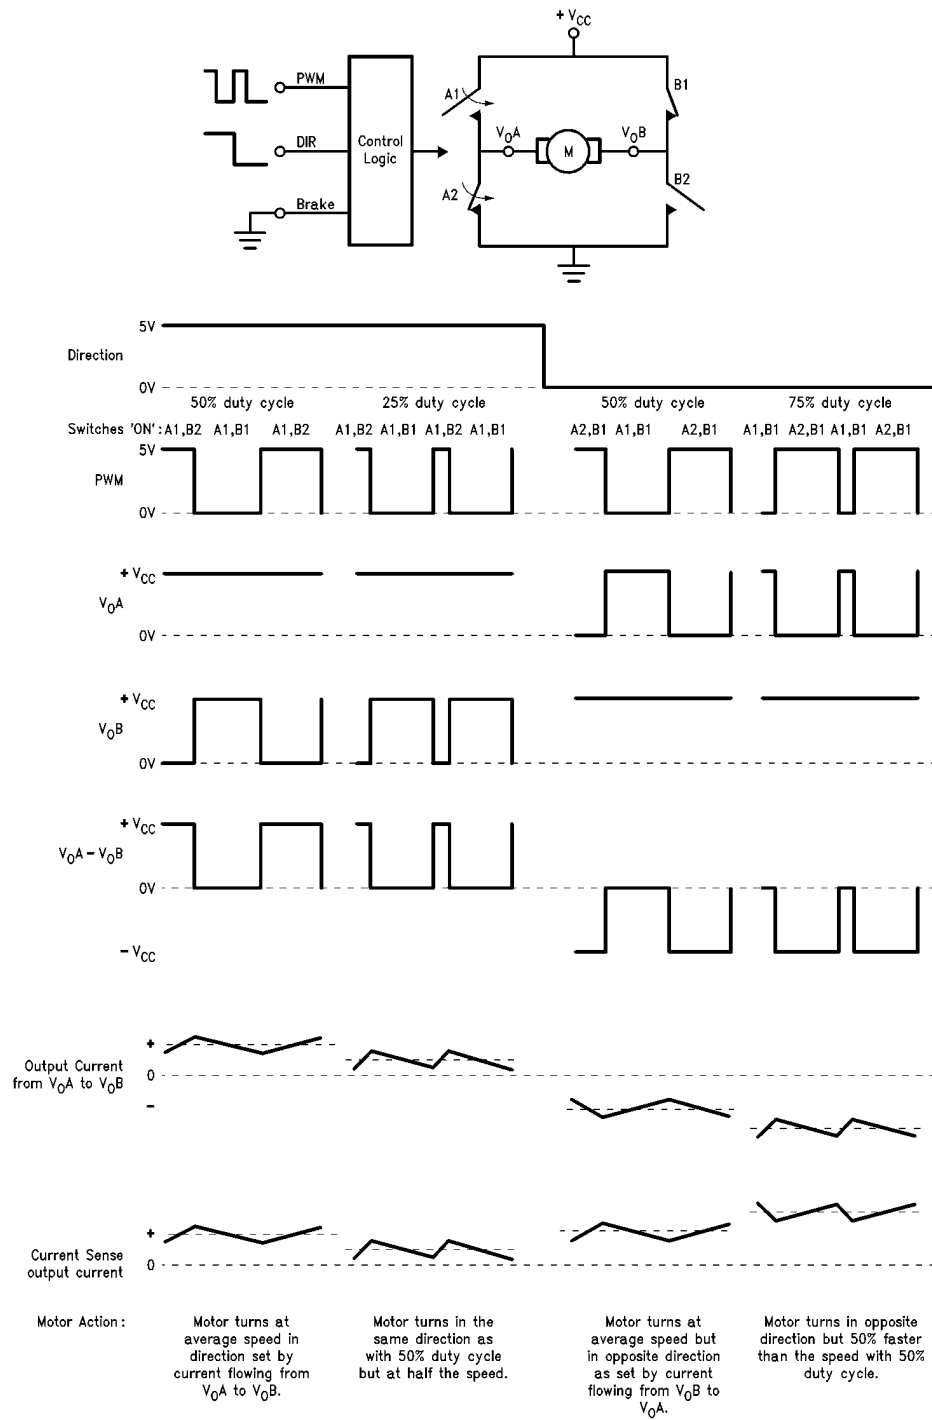 + VCC
PWM
DIR
Brake
Control
Logic
A1
B1
VOA
M
VOB
A2
B2
5V
Direction
0V
50% duty cycle
25% duty cycle
50% duty cycle
75% duty cycle
Switches 'ON': A1,B2 A1,B1 A1,B2 A1,B2 A1,B1 A1,B2 A1,B1 A2,B1 A1,B1 A2,B1 A1,B1 A2,B1 A1,B1 A2,B1
5V
PWM
0V
+ VCC
VOA
0V
+ VCC
VOB
0V
+ VCC
VOA – VOB
0V
– VCC
+
Output Current
from VOA to VOB
0
–
+
Current Sense
output current
0
Motor Action :
Motor turns at
average speed in
direction set by
current flowing from
VOA to VOB.
Motor turns in the
same direction as
with 50% duty cycle
but at half the speed.
Motor turns at
average speed but
in opposite direction
as set by current
flowing from VOB to
VOA.
Motor turns in opposite
direction but 50% faster
than the speed with 50%
duty cycle.